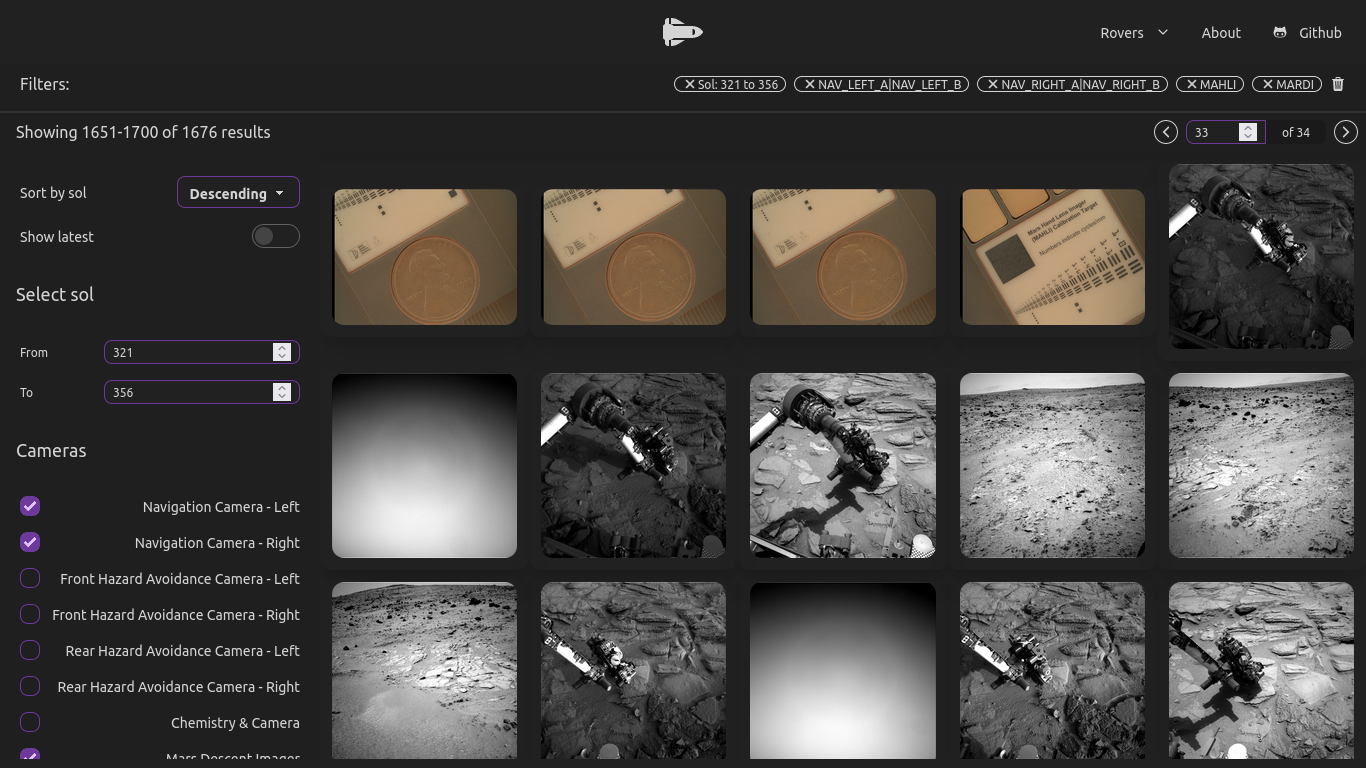 Rovers
About
Github
Filters:
Sol: 321 to 356
NAV_LEFT_A|NAV_LEFT_B
NAV_RIGHT_A|NAV_RIGHT_B
MAHLI
MARDI
Showing 1651-1700 of 1676 results
33
of 34
Sort by sol
Descending
Show latest
Select sol
From
321
To
356
Cameras
Navigation Camera - Left
Navigation Camera - Right
Front Hazard Avoidance Camera - Left
Front Hazard Avoidance Camera - Right
Rear Hazard Avoidance Camera - Left
Rear Hazard Avoidance Camera - Right
Chemistry & Camera
Mars Descent Imager
Mars Hand Lens Imager
(MAHLI) Calibration Target
Numbers indicate cycles/mm